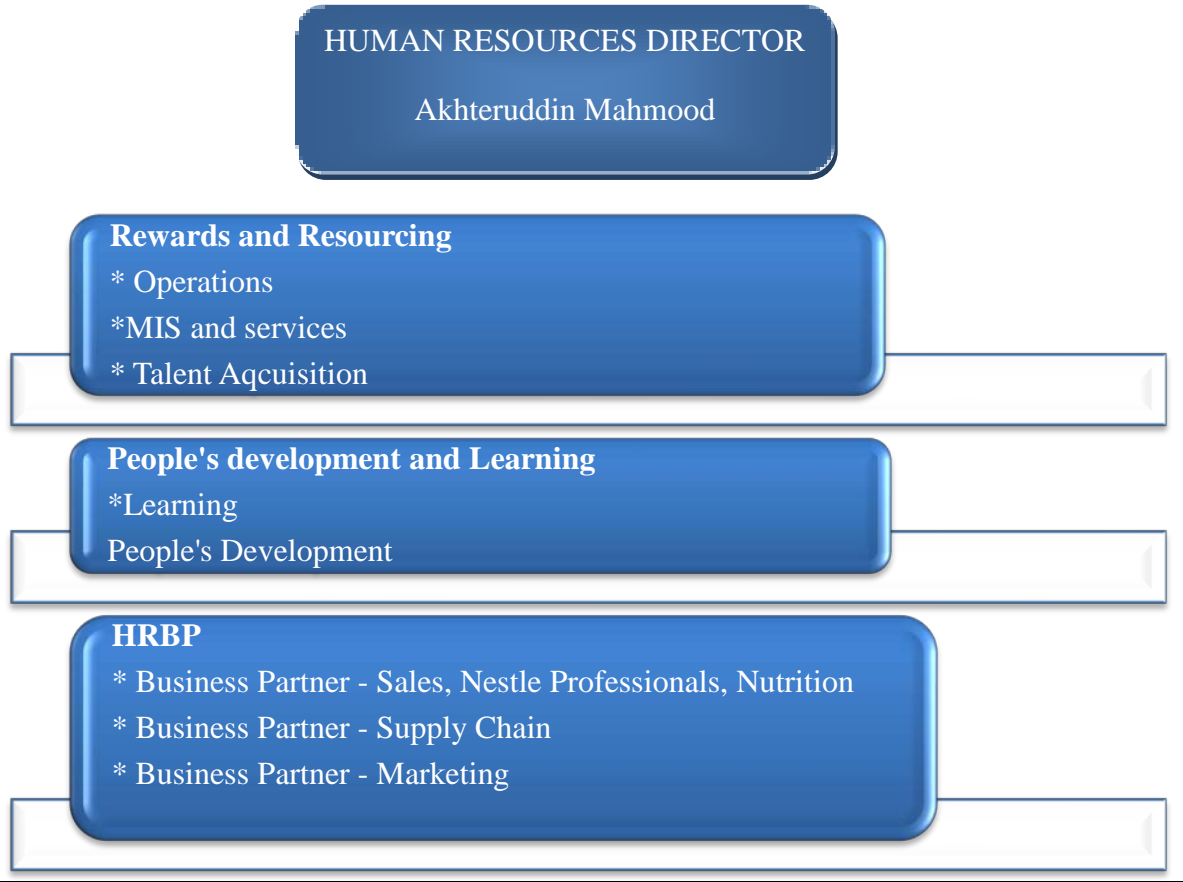 HUMAN RESOURCES DIRECTOR
Akhteruddin Mahmood
Rewards and Resourcing
* Operations
*MIS and services
* Talent Aqcuisition
People's development and Learning
*Learning
People's Development
HRBP
* Business Partner - Sales, Nestle Professionals, Nutrition
* Business Partner - Supply Chain
* Business Partner - Marketing